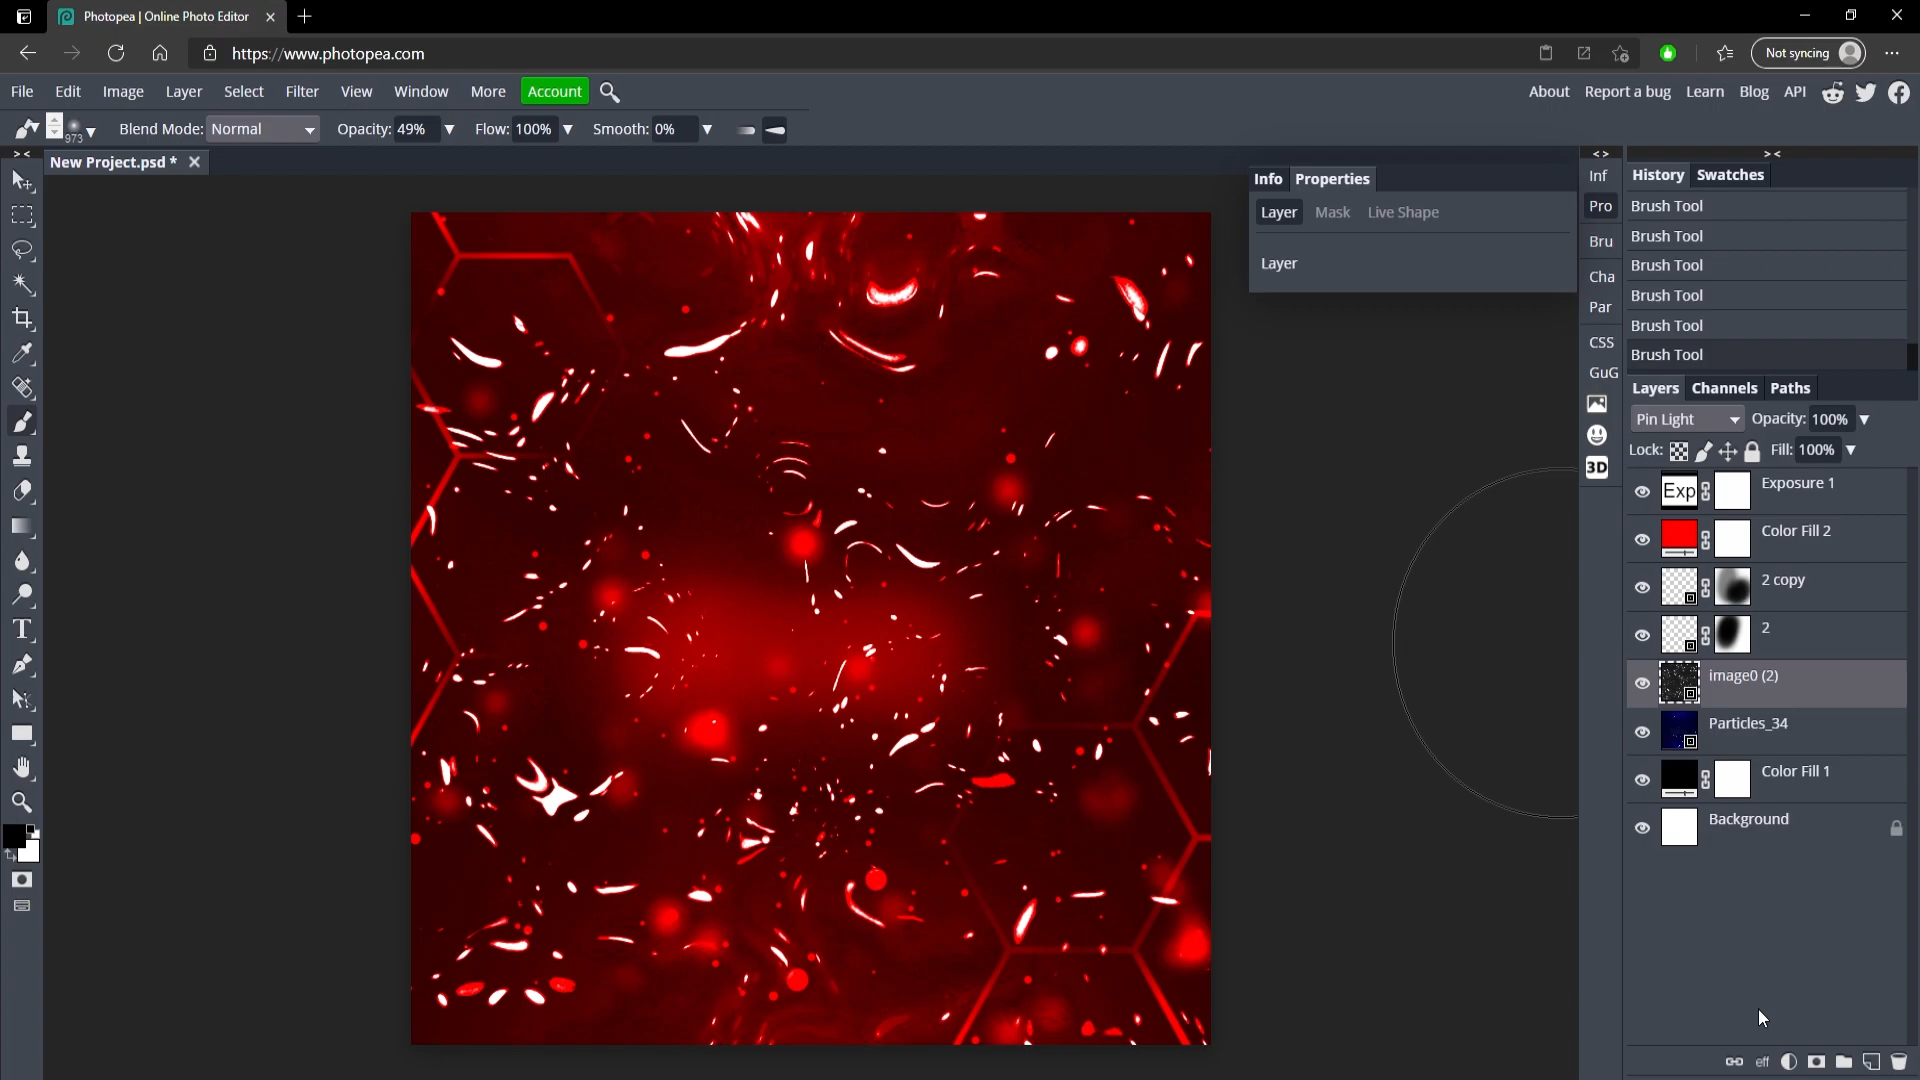 Photopea | Online Photo Editor
https://www.photopea.com
Not syncing
File Edit Image Layer Select Filter View Window More Account
About Report a bug Learn Blog API
973 Blend Mode: Normal Opacity: 49% Flow: 100% Smooth: 0%
New Project.psd *
Info Properties
Layer Mask Live Shape
Layer
Inf
Pro
Bru
Cha
Par
CSS
GuG
3D
History Swatches
Brush Tool
Brush Tool
Brush Tool
Brush Tool
Brush Tool
Brush Tool
Layers Channels Paths
Pin Light Opacity: 100%
Lock: Fill: 100%
Exp Exposure 1
Color Fill 2
2 copy
2
image0 (2)
Particles_34
Color Fill 1
Background
eff